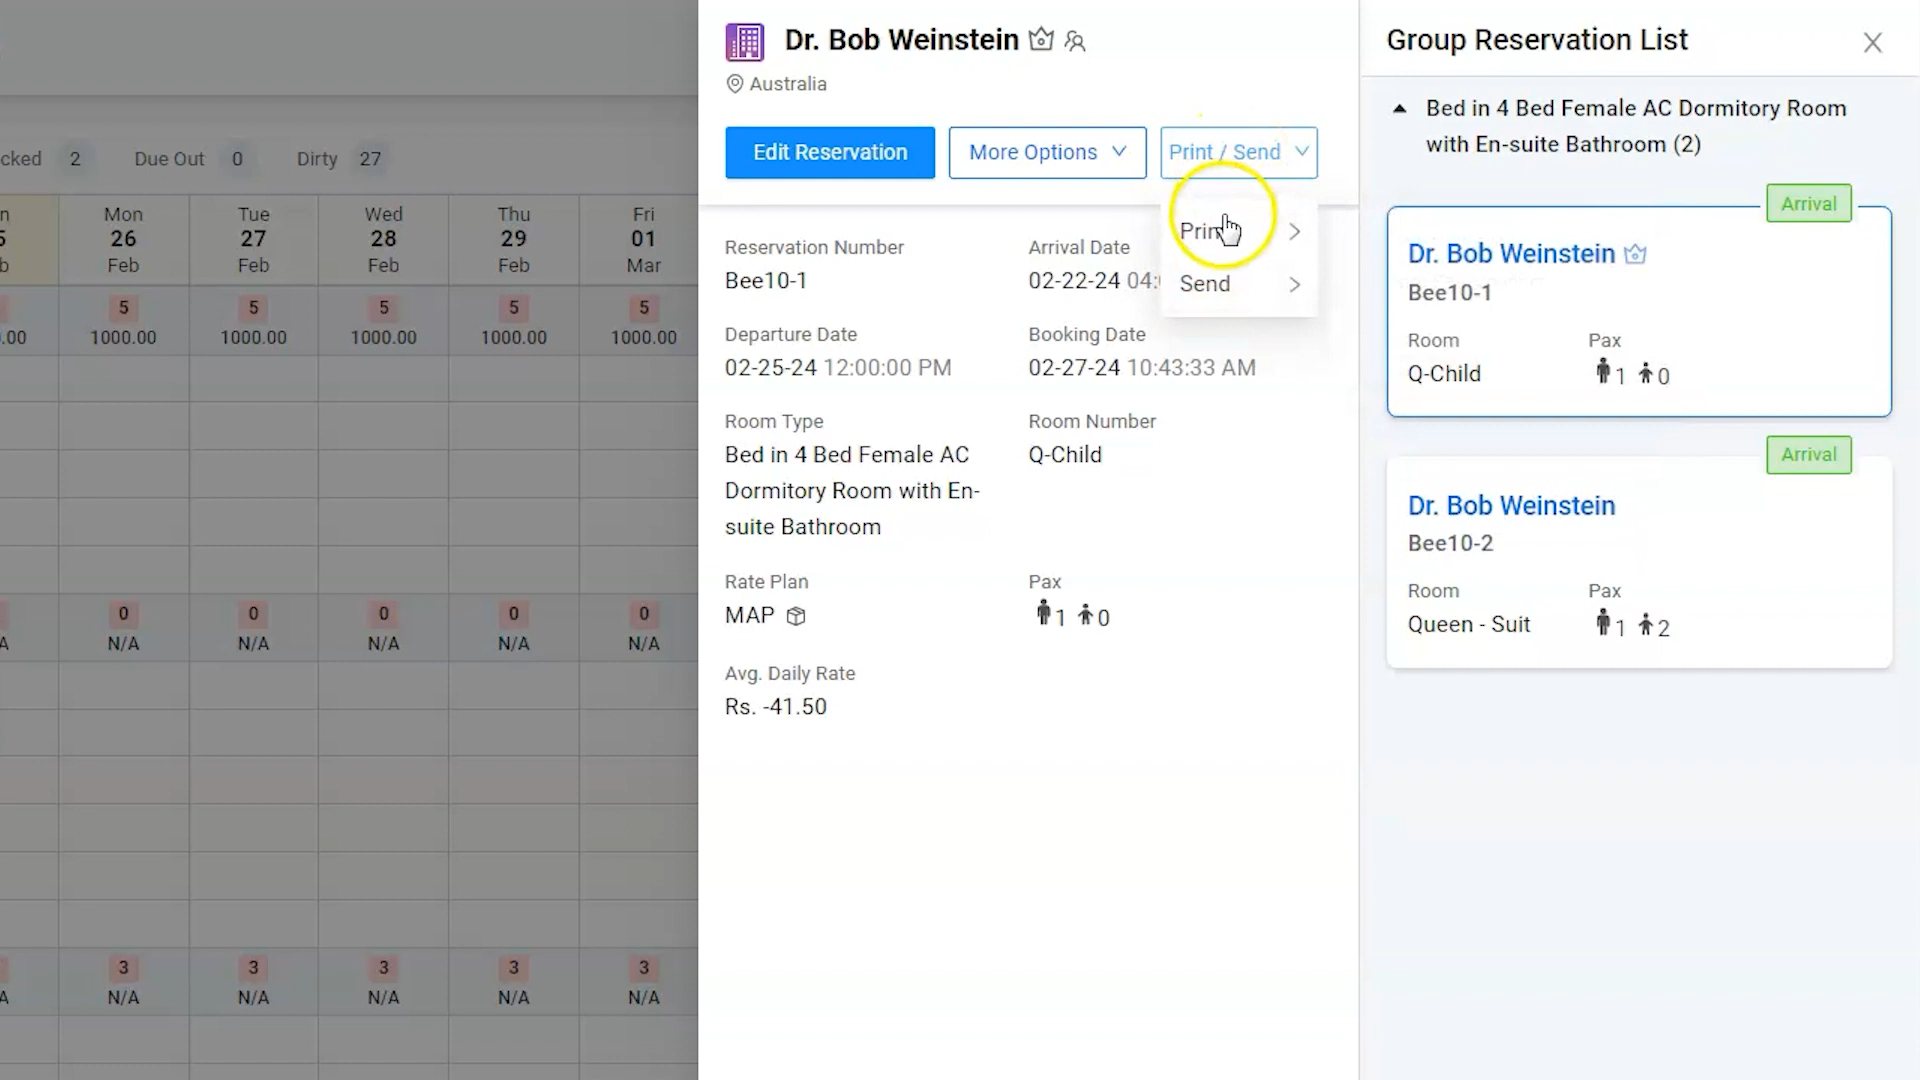 cked 2 Due Out 0 Dirty 27
n Mon Tue Wed Thu Fri
5 26 27 28 29 01
b Feb Feb Feb Feb Mar
5 5 5 5 5
.00 1000.00 1000.00 1000.00 1000.00 1000.00
0 0 0 0 0
A N/A N/A N/A N/A N/A
3 3 3 3 3
A N/A N/A N/A N/A N/A
Dr. Bob Weinstein
Australia
Edit Reservation More Options Print / Send
Print
Send
Reservation Number
Bee10-1
Arrival Date
02-22-24 04:
Departure Date
02-25-24 12:00:00 PM
Booking Date
02-27-24 10:43:33 AM
Room Type
Bed in 4 Bed Female AC
Dormitory Room with En-
suite Bathroom
Room Number
Q-Child
Rate Plan
MAP
Pax
1 0
Avg. Daily Rate
Rs. -41.50
Group Reservation List
Bed in 4 Bed Female AC Dormitory Room
with En-suite Bathroom (2)
Arrival
Dr. Bob Weinstein
Bee10-1
Room Pax
Q-Child 1 0
Arrival
Dr. Bob Weinstein
Bee10-2
Room Pax
Queen - Suit 1 2